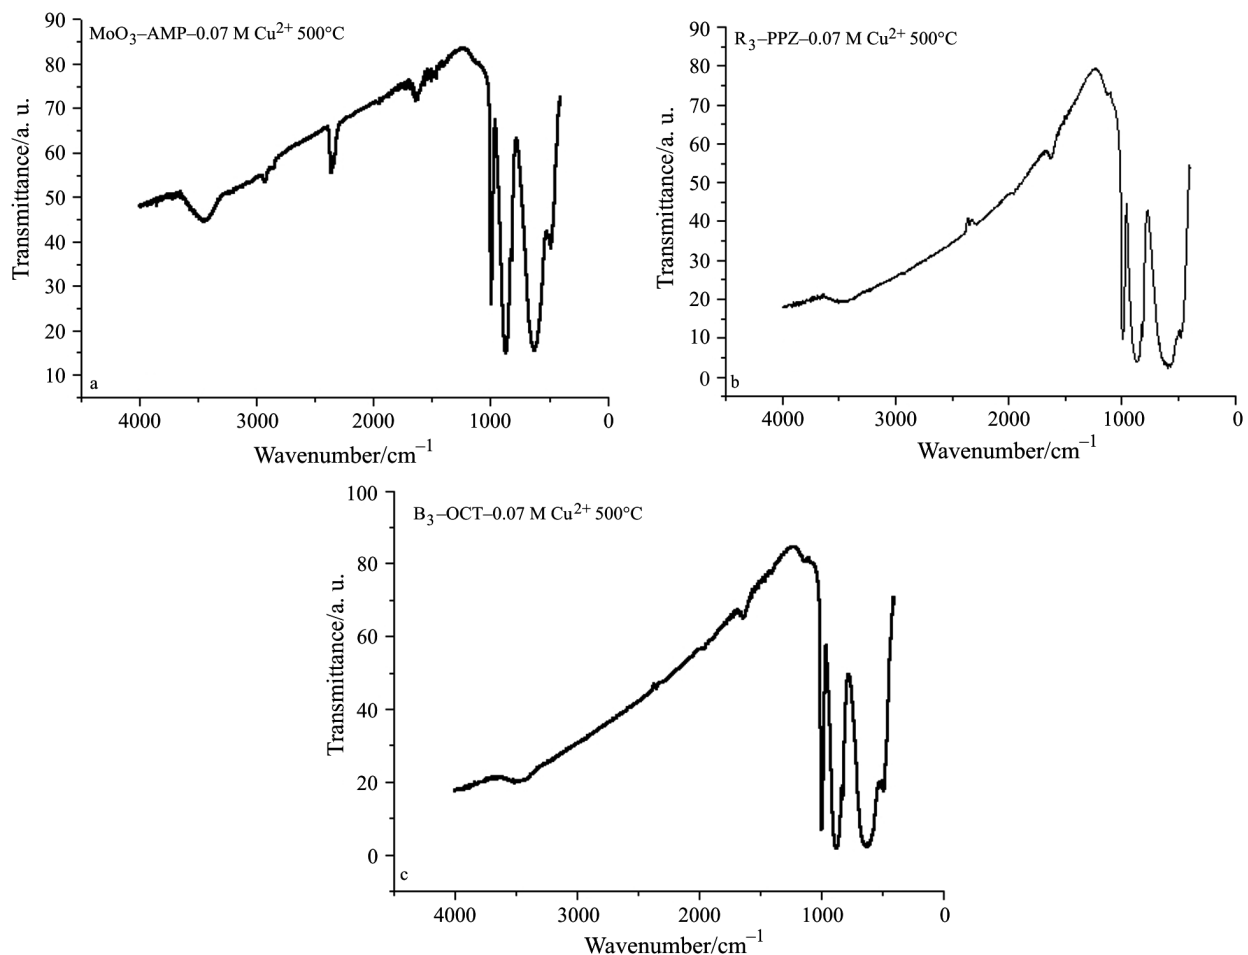 MoO3–AMP–0.07 M Cu2+ 500°C
Transmittance/a. u.
90
80
70
60
50
40
30
20
10
a
4000 3000 2000 1000 0
Wavenumber/cm–1
R3–PPZ–0.07 M Cu2+ 500°C
Transmittance/a. u.
90
80
70
60
50
40
30
20
10
0
b
4000 3000 2000 1000 0
Wavenumber/cm–1
B3–OCT–0.07 M Cu2+ 500°C
Transmittance/a. u.
100
80
60
40
20
0
c
4000 3000 2000 1000 0
Wavenumber/cm–1